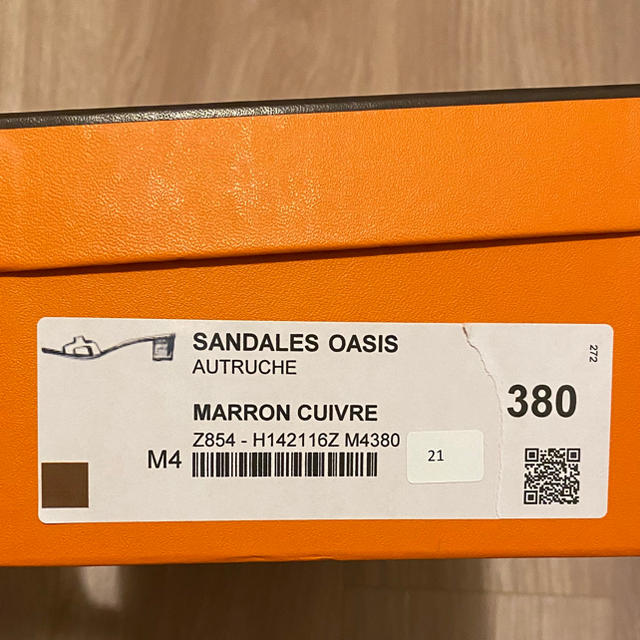 SANDALES OASIS
AUTRUCHE
MARRON CUIVRE
Z854 - H142116Z M4380
M4
21
380
272